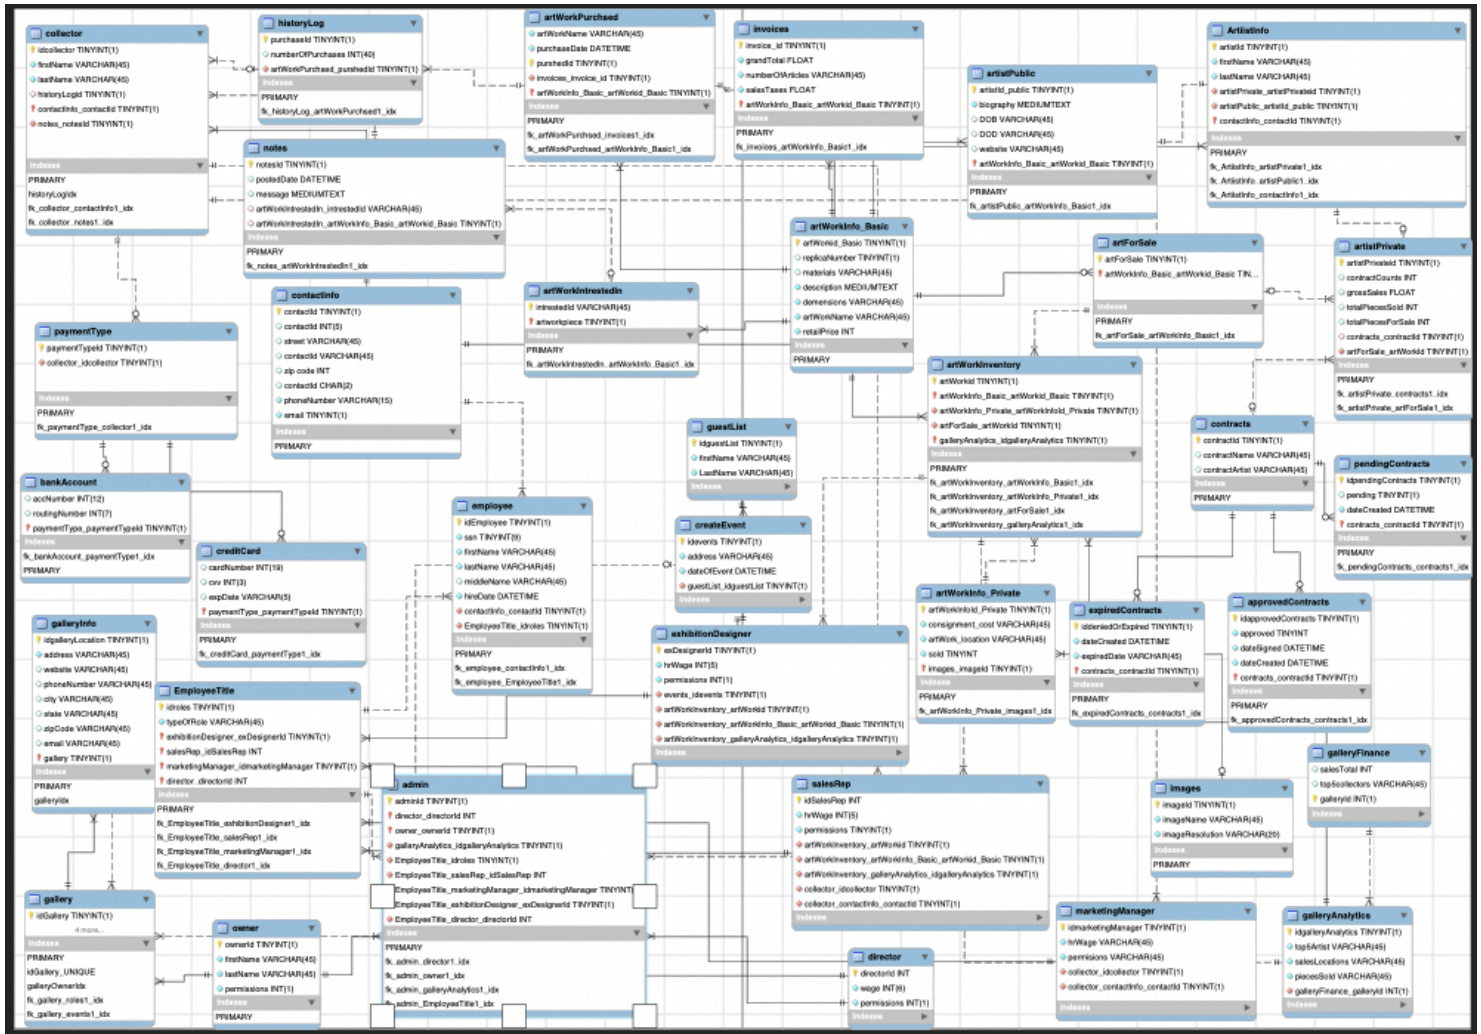 collector
idcollector TINYINT(1)
firstName VARCHAR(45)
lastName VARCHAR(45)
historyLogId TINYINT(1)
contactInfo_contactId TINYINT(1)
notes_notesId TINYINT(1)
Indexes
PRIMARY
historyLogIdx
fk_collector_contactInfo1_idx
fk_collector_notes1_idx
historyLog
purchaseId TINYINT(1)
numberOfPurchases INT(40)
artWorkPurchsed_purshedId TINYINT(1)
Indexes
PRIMARY
fk_historyLog_artWorkPurchsed1_idx
artWorkPurchsed
artWorkName VARCHAR(45)
purchaseDate DATETIME
purshedId TINYINT(1)
invoices_invoice_id TINYINT(1)
artWorkInfo_Basic_artWorkid_Basic TINYINT(1)
Indexes
PRIMARY
fk_artWorkPurchsed_invoices1_idx
fk_artWorkPurchsed_artWorkInfo_Basic1_idx
invoices
invoice_id TINYINT(1)
grandTotal FLOAT
numberOfArticles VARCHAR(45)
salesTaxes FLOAT
artWorkInfo_Basic_artWorkid_Basic TINYINT(1)
Indexes
PRIMARY
fk_invoices_artWorkInfo_Basic1_idx
artistPublic
artistId_public TINYINT(1)
biography MEDIUMTEXT
DOB VARCHAR(45)
DOD VARCHAR(45)
website VARCHAR(45)
artWorkInfo_Basic_artWorkid_Basic TINYINT(1)
Indexes
PRIMARY
fk_artistPublic_artWorkInfo_Basic1_idx
ArtiistInfo
artistId TINYINT(1)
firstName VARCHAR(45)
lastName VARCHAR(45)
artistPrivate_artistPrivateid TINYINT(1)
artistPublic_artistId_public TINYINT(1)
contactInfo_contactId TINYINT(1)
Indexes
PRIMARY
fk_ArtiistInfo_artistPrivate1_idx
fk_ArtiistInfo_artistPublic1_idx
fk_ArtiistInfo_contactInfo1_idx
notes
notesId TINYINT(1)
postedDate DATETIME
message MEDIUMTEXT
artWorkIntrestedIn_intrestedId VARCHAR(45)
artWorkIntrestedIn_artWorkInfo_Basic_artWorkid_Basic TINYINT(1)
Indexes
PRIMARY
fk_notes_artWorkIntrestedIn1_idx
artWorkInfo_Basic
artWorkid_Basic TINYINT(1)
replicaNumber TINYINT(1)
materials VARCHAR(45)
description MEDIUMTEXT
demensions VARCHAR(45)
artWorkName VARCHAR(45)
retailPrice INT
Indexes
PRIMARY
artForSale
artForSale TINYINT(1)
artWorkInfo_Basic_artWorkid_Basic TIN...
Indexes
PRIMARY
fk_artForSale_artWorkInfo_Basic1_idx
artistPrivate
artistPrivateid TINYINT(1)
contractCounts INT
grossSales FLOAT
totalPiecesSold INT
totalPiecesForSale INT
contracts_contractId TINYINT(1)
artForSale_artWorkId TINYINT(1)
Indexes
PRIMARY
fk_artistPrivate_contracts1_idx
fk_artistPrivate_artForSale1_idx
contactInfo
contactId TINYINT(1)
contactId INT(5)
street VARCHAR(45)
contactId VARCHAR(45)
zip code INT
contactId CHAR(2)
phoneNumber VARCHAR(15)
email TINYINT(1)
Indexes
PRIMARY
artWorkIntrestedIn
intrestedId VARCHAR(45)
artworkpiece TINYINT(1)
Indexes
PRIMARY
fk_artWorkIntrestedIn_artWorkInfo_Basic1_idx
paymentType
paymentTypeId TINYINT(1)
collector_idcollector TINYINT(1)
Indexes
PRIMARY
fk_paymentType_collector1_idx
artWorkInventory
artWorkid TINYINT(1)
artWorkInfo_Basic_artWorkid_Basic TINYINT(1)
artWorkInfo_Private_artWorkInfoId_Private TINYINT(1)
artForSale_artWorkId TINYINT(1)
galleryAnalytics_idgalleryAnalytics TINYINT(1)
Indexes
PRIMARY
fk_artWorkInventory_artWorkInfo_Basic1_idx
fk_artWorkInventory_artWorkInfo_Private1_idx
fk_artWorkInventory_artForSale1_idx
fk_artWorkInventory_galleryAnalytics1_idx
guestList
idguestList TINYINT(1)
firstName VARCHAR(45)
LastName VARCHAR(45)
Indexes
contracts
contractId TINYINT(1)
contractName VARCHAR(45)
contractArtist VARCHAR(45)
Indexes
PRIMARY
pendingContracts
idpendingContracts TINYINT(1)
pending TINYINT(1)
dateCreated DATETIME
contracts_contractId TINYINT(1)
Indexes
PRIMARY
fk_pendingContracts_contracts1_idx
bankAccount
accNumber INT(12)
routingNumber INT(7)
paymentType_paymentTypeId TINYINT(1)
Indexes
fk_bankAccount_paymentType1_idx
PRIMARY
employee
idEmployee TINYINT(1)
ssn TINYINT(9)
firstName VARCHAR(45)
lastName VARCHAR(45)
middleName VARCHAR(45)
hireDate DATETIME
contactInfo_contactId TINYINT(1)
EmployeeTitle_idroles TINYINT(1)
Indexes
PRIMARY
fk_employee_contactInfo1_idx
fk_employee_EmployeeTitle1_idx
createEvent
idevents TINYINT(1)
address VARCHAR(45)
dateOfEvent DATETIME
guestList_idguestList TINYINT(1)
Indexes
creditCard
cardNumber INT(19)
cvv INT(3)
expDate VARCHAR(5)
paymentType_paymentTypeId TINYINT(1)
Indexes
PRIMARY
fk_creditCard_paymentType1_idx
artWorkInfo_Private
artWorkInfoId_Private TINYINT(1)
consignment_cost VARCHAR(45)
artWork_location VARCHAR(45)
sold TINYINT
images_imageId TINYINT(1)
Indexes
PRIMARY
fk_artWorkInfo_Private_images1_idx
expiredContracts
iddeniedOrExpired TINYINT(1)
dateCreated DATETIME
expiredDate VARCHAR(45)
contracts_contractId TINYINT(1)
Indexes
PRIMARY
fk_expiredContracts_contracts1_idx
approvedContracts
idapprovedContracts TINYINT(1)
approved TINYINT
dateSigned DATETIME
dateCreated DATETIME
contracts_contractId TINYINT(1)
Indexes
PRIMARY
fk_approvedContracts_contracts1_idx
galleryInfo
idgalleryLocation TINYINT(1)
address VARCHAR(45)
website VARCHAR(45)
phoneNumber VARCHAR(45)
city VARCHAR(45)
state VARCHAR(45)
zipCode VARCHAR(45)
email VARCHAR(45)
gallery TINYINT(1)
Indexes
PRIMARY
galleryIdx
exhibitionDesigner
exDesignerId TINYINT(1)
hrWage INT(5)
permissions INT(1)
events_idevents TINYINT(1)
artWorkInventory_artWorkid TINYINT(1)
artWorkInventory_artWorkInfo_Basic_artWorkid_Basic TINYINT(1)
artWorkInventory_galleryAnalytics_idgalleryAnalytics TINYINT(1)
Indexes
EmployeeTitle
idroles TINYINT(1)
typeOfRole VARCHAR(45)
exhibitionDesigner_exDesignerId TINYINT(1)
salesRep_idSalesRep INT
marketingManager_idmarketingManager TINYINT(1)
director_directorId INT
Indexes
PRIMARY
fk_EmployeeTitle_exhibitionDesigner1_idx
fk_EmployeeTitle_salesRep1_idx
fk_EmployeeTitle_marketingManager1_idx
fk_EmployeeTitle_director1_idx
admin
adminId TINYINT(1)
director_directorId INT
owner_ownerId TINYINT(1)
galleryAnalytics_idgalleryAnalytics TINYINT(1)
EmployeeTitle_idroles TINYINT(1)
EmployeeTitle_salesRep_idSalesRep INT
EmployeeTitle_marketingManager_idmarketingManager TINYINT(
EmployeeTitle_exhibitionDesigner_exDesignerId TINYINT(1)
EmployeeTitle_director_directorId INT
Indexes
PRIMARY
fk_admin_director1_idx
fk_admin_owner1_idx
fk_admin_galleryAnalytics1_idx
admin_EmployeeTitle1_idx
salesRep
idSalesRep INT
hrWage INT(5)
permissions TINYINT(1)
artWorkInventory_artWorkid TINYINT(1)
artWorkInventory_artWorkInfo_Basic_artWorkid_Basic TINYINT(1)
artWorkInventory_galleryAnalytics_idgalleryAnalytics TINYINT(1)
collector_idcollector TINYINT(1)
collector_contactInfo_contactId TINYINT(1)
Indexes
images
imageId TINYINT(1)
imageName VARCHAR(45)
imageResolution VARCHAR(20)
Indexes
PRIMARY
galleryFinance
salesTotal INT
top5collectors VARCHAR(45)
galleryId INT(1)
Indexes
gallery
idGallery TINYINT(1)
4 more...
Indexes
PRIMARY
idGallery_UNIQUE
galleryOwnerIdx
fk_gallery_roles1_idx
fk_gallery_events1_idx
owner
ownerId TINYINT(1)
firstName VARCHAR(45)
lastName VARCHAR(45)
permissions INT(1)
Indexes
PRIMARY
director
directorId INT
wage INT(6)
permissions INT(1)
Indexes
marketingManager
idmarketingManager TINYINT(1)
hrWage VARCHAR(45)
permisions VARCHAR(45)
collector_idcollector TINYINT(1)
collector_contactInfo_contactId TINYINT(1)
Indexes
galleryAnalytics
idgalleryAnalytics TINYINT(1)
top5Artist VARCHAR(45)
salesLocations VARCHAR(45)
piecesSold VARCHAR(45)
galleryFinance_galleryId INT(1)
Indexes